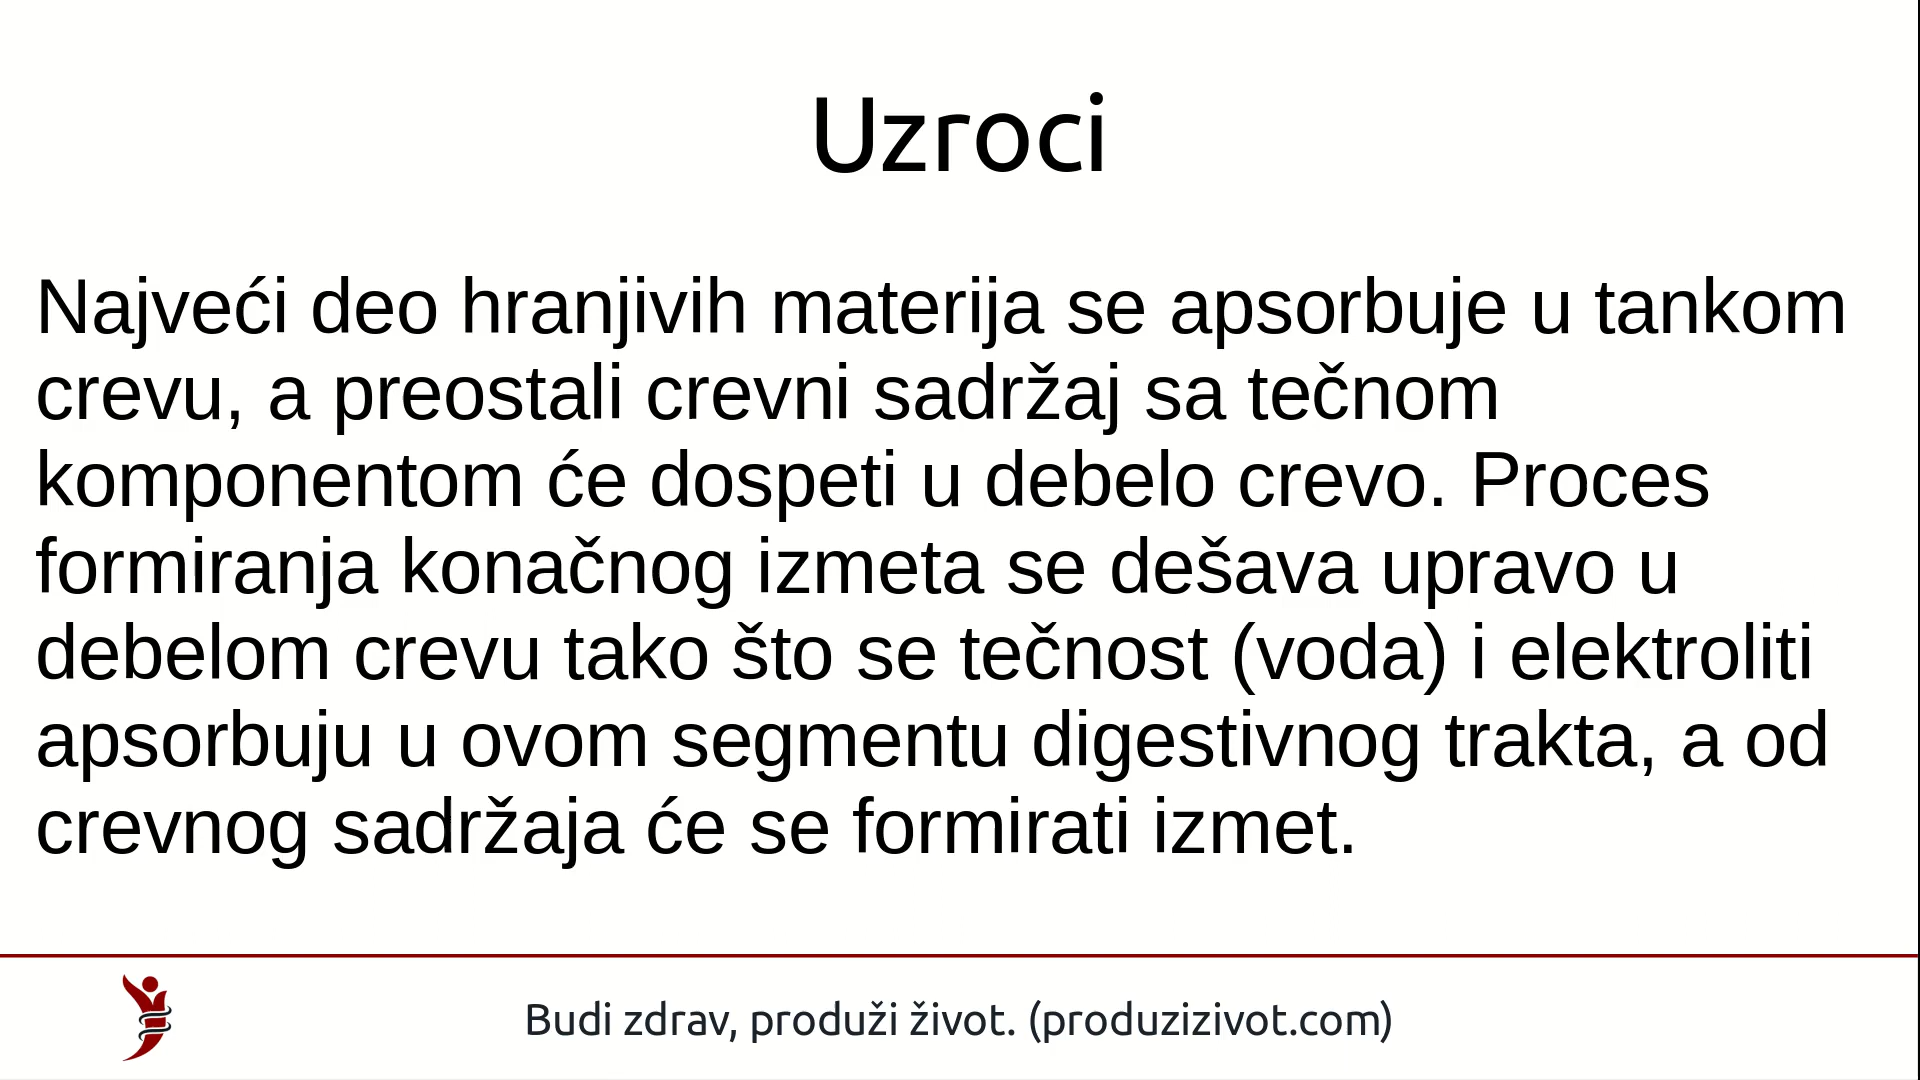 Uzroci
Najveći deo hranjivih materija se apsorbuje u tankom
crevu, a preostali crevni sadržaj sa tečnom
komponentom će dospeti u debelo crevo. Proces
formiranja konačnog izmeta se dešava upravo u
debelom crevu tako što se tečnost (voda) i elektroliti
apsorbuju u ovom segmentu digestivnog trakta, a od
crevnog sadržaja će se formirati izmet.
Budi zdrav, produži život. (produzizivot.com)